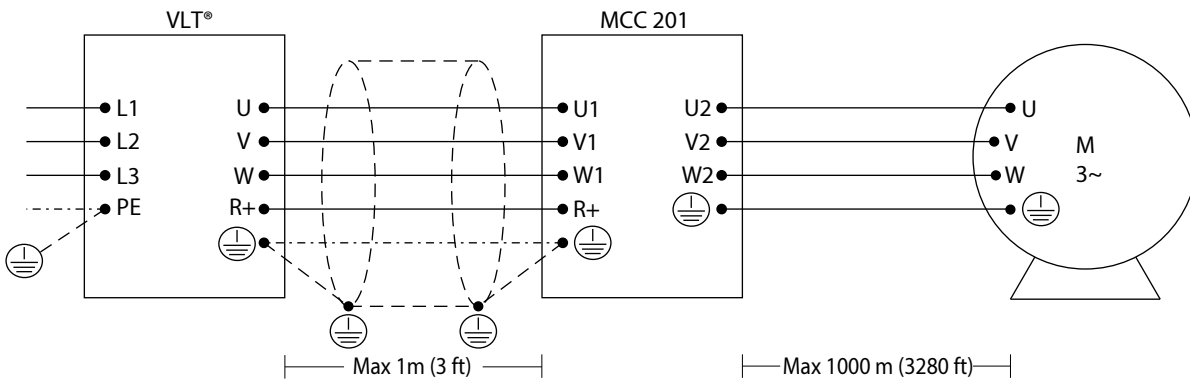 VLT®
MCC 201
L1
U
U1
U2
U
L2
V
V1
V2
V
M
L3
W
W1
W2
W
3~
PE
R+
R+
Max 1m (3 ft)
Max 1000 m (3280 ft)